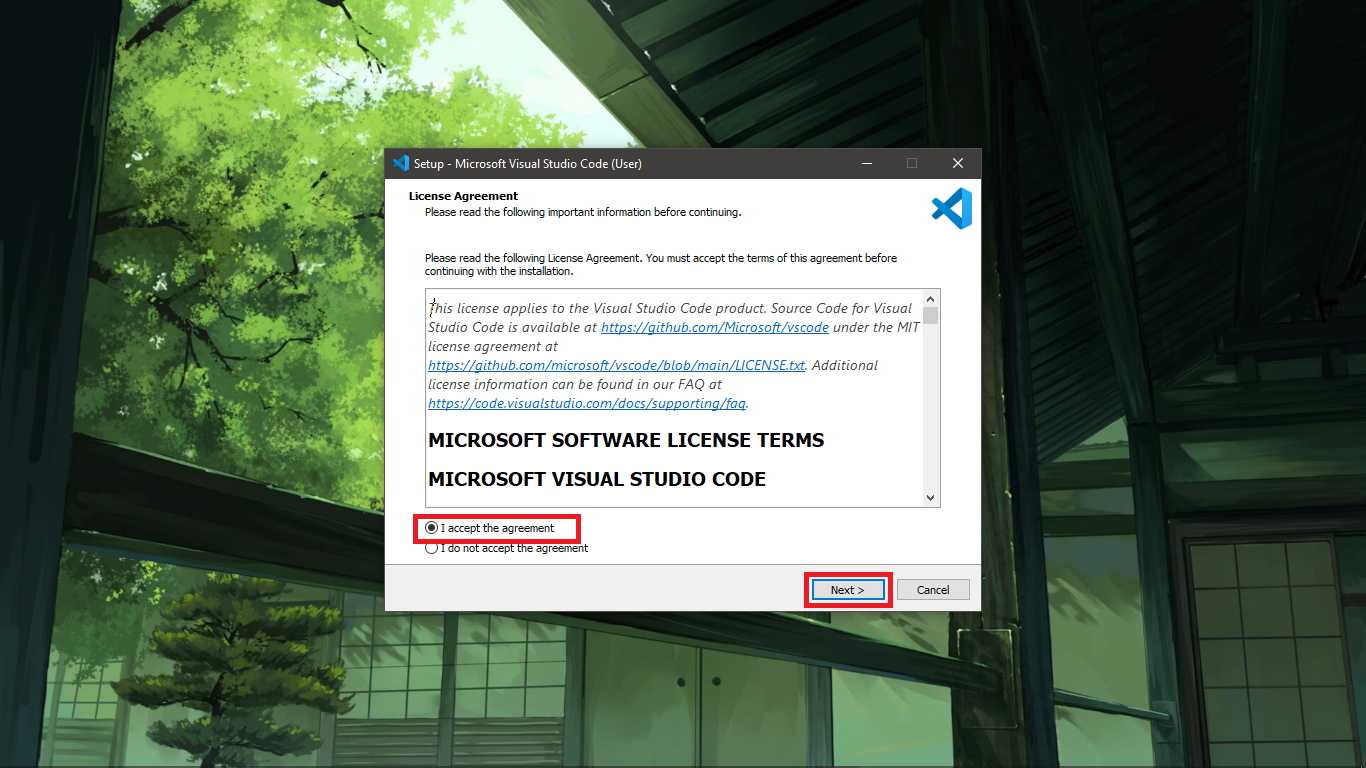 Setup - Microsoft Visual Studio Code (User)
License Agreement
Please read the following important information before continuing.
Please read the following License Agreement. You must accept the terms of this agreement before
continuing with the installation.
This license applies to the Visual Studio Code product. Source Code for Visual
Studio Code is available at https://github.com/Microsoft/vscode under the MIT
license agreement at
https://github.com/microsoft/vscode/blob/main/LICENSE.txt. Additional
license information can be found in our FAQ at
https://code.visualstudio.com/docs/supporting/faq.
MICROSOFT SOFTWARE LICENSE TERMS
MICROSOFT VISUAL STUDIO CODE
I accept the agreement
I do not accept the agreement
Next >
Cancel